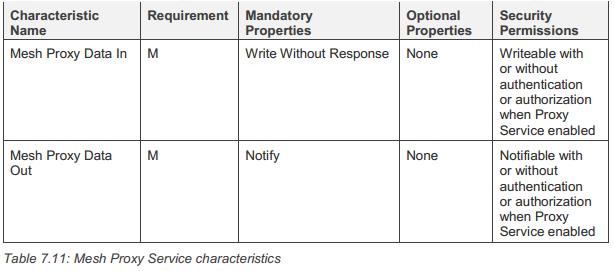 Characteristic Name
Requirement
Mandatory Properties
Optional Properties
Security Permissions
Mesh Proxy Data In
M
Write Without Response
None
Writeable with
or without
authentication
or authorization
when Proxy
Service enabled
Mesh Proxy Data
Out
M
Notify
None
Notifiable with
or without
authentication
or authorization
when Proxy
Service enabled
Table 7.11: Mesh Proxy Service characteristics